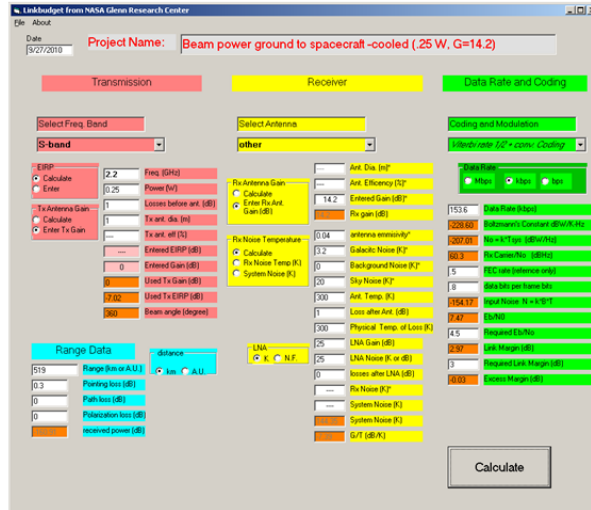 Linkbudget from NASA Glenn Research Center
File About
Date
9/27/2010
Project Name:
Beam power ground to spacecraft -cooled (.25 W, G=14.2)
Transmission
Receiver
Data Rate and Coding
Select Freq. Band
S-band
EIRP
Calculate
Enter
Tx Antenna Gain
Calculate
Enter Tx Gain
2.2 Freq. (GHz)
0.25 Power (W)
1 Losses before ant. (dB)
1 Tx ant. dia. (m)
--- Tx ant. eff (%)
--- Entered EIRP (dB)
0 Entered Gain (dB)
0 Used Tx Gain (dB)
-7.02 Used Tx EIRP (dB)
360 Beam angle (degree)
Range Data
distance
km A.U.
519 Range (km or A.U.)
0.3 Pointing loss (dB)
0 Path loss (dB)
0 Polarization loss (dB)
received power (dB)
Select Antenna
other
Rx Antenna Gain
Calculate
Enter Rx Ant. Gain (dB)
Rx Noise Temperature
Calculate
Rx Noise Temp (K)
System Noise (K)
LNA
K N.F.
--- Ant. Dia. (m)*
--- Ant. Efficency (%)*
14.2 Entered Gain (dB)*
14.2 Rx gain (dB)
0.04 antenna emmisivity*
3.2 Galacitc Noise (K)*
0 Background Noise (K)*
20 Sky Noise (K)*
300 Ant. Temp. (K)
1 Loss after Ant. (dB)
300 Physical Temp. of Loss (K)
25 LNA Gain (dB)
25 LNA Noise (K or dB)
0 losses after LNA (dB)
--- Rx Noise (K)*
--- System Noise (K)
System Noise (K)
G/T (dB/K)
Coding and Modulation
Viterbi rate 1/2 + conv. Coding
Data Rate
Mbps kbps bps
153.6 Data Rate (kbps)
-228.60 Boltzmann's Constant dBW/K-Hz
-207.01 No = k*Tsys (dBW/Hz)
60.3 Rx Carrier/No (dBHz)
.5 FEC rate (refernce only)
.8 data bits per frame bits
-154.17 Input Noise N = k*B*T
7.47 Eb/N0
4.5 Required Eb/No
2.97 Link Margin (dB)
3 Required Link Margin (dB)
-0.03 Excess Margin (dB)
Calculate